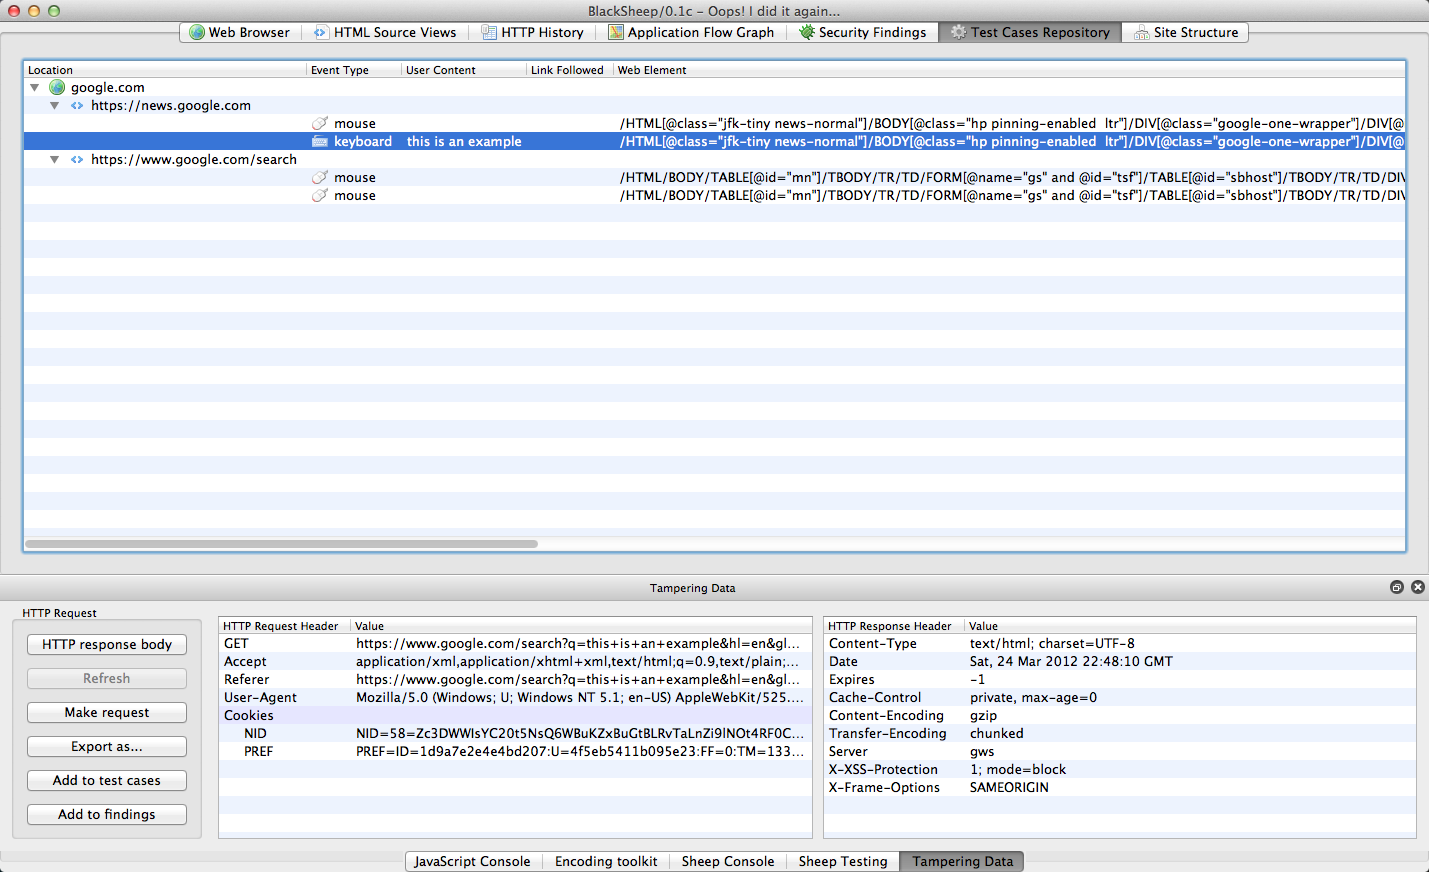 BlackSheep/0.1c – Oops! I did it again...
Web Browser HTML Source Views HTTP History Application Flow Graph Security Findings Test Cases Repository Site Structure
Location Event Type User Content Link Followed Web Element
google.com
https://news.google.com
mouse /HTML[@class="jfk-tiny news-normal"]/BODY[@class="hp pinning-enabled  ltr"]/DIV[@class="google-one-wrapper"]/DIV[@
keyboard this is an example /HTML[@class="jfk-tiny news-normal"]/BODY[@class="hp pinning-enabled  ltr"]/DIV[@class="google-one-wrapper"]/DIV[@
https://www.google.com/search
mouse /HTML/BODY/TABLE[@id="mn"]/TBODY/TR/TD/FORM[@name="gs" and @id="tsf"]/TABLE[@id="sbhost"]/TBODY/TR/TD/DIV
mouse /HTML/BODY/TABLE[@id="mn"]/TBODY/TR/TD/FORM[@name="gs" and @id="tsf"]/TABLE[@id="sbhost"]/TBODY/TR/TD/DIV
Tampering Data
HTTP Request
HTTP response body
Refresh
Make request
Export as...
Add to test cases
Add to findings
HTTP Request Header Value
GET https://www.google.com/search?q=this+is+an+example&hl=en&gl...
Accept application/xml,application/xhtml+xml,text/html;q=0.9,text/plain;...
Referer https://www.google.com/search?q=this+is+an+example&hl=en&gl...
User-Agent Mozilla/5.0 (Windows; U; Windows NT 5.1; en-US) AppleWebKit/525....
Cookies
NID NID=58=Zc3DWWIsYC20t5NsQ6WBuKZxBuGtBLRvTaLnZi9lNOt4RF0C...
PREF PREF=ID=1d9a7e2e4e4bd207:U=4f5eb5411b095e23:FF=0:TM=133...
HTTP Response Header Value
Content-Type text/html; charset=UTF-8
Date Sat, 24 Mar 2012 22:48:10 GMT
Expires -1
Cache-Control private, max-age=0
Content-Encoding gzip
Transfer-Encoding chunked
Server gws
X-XSS-Protection 1; mode=block
X-Frame-Options SAMEORIGIN
JavaScript Console Encoding toolkit Sheep Console Sheep Testing Tampering Data